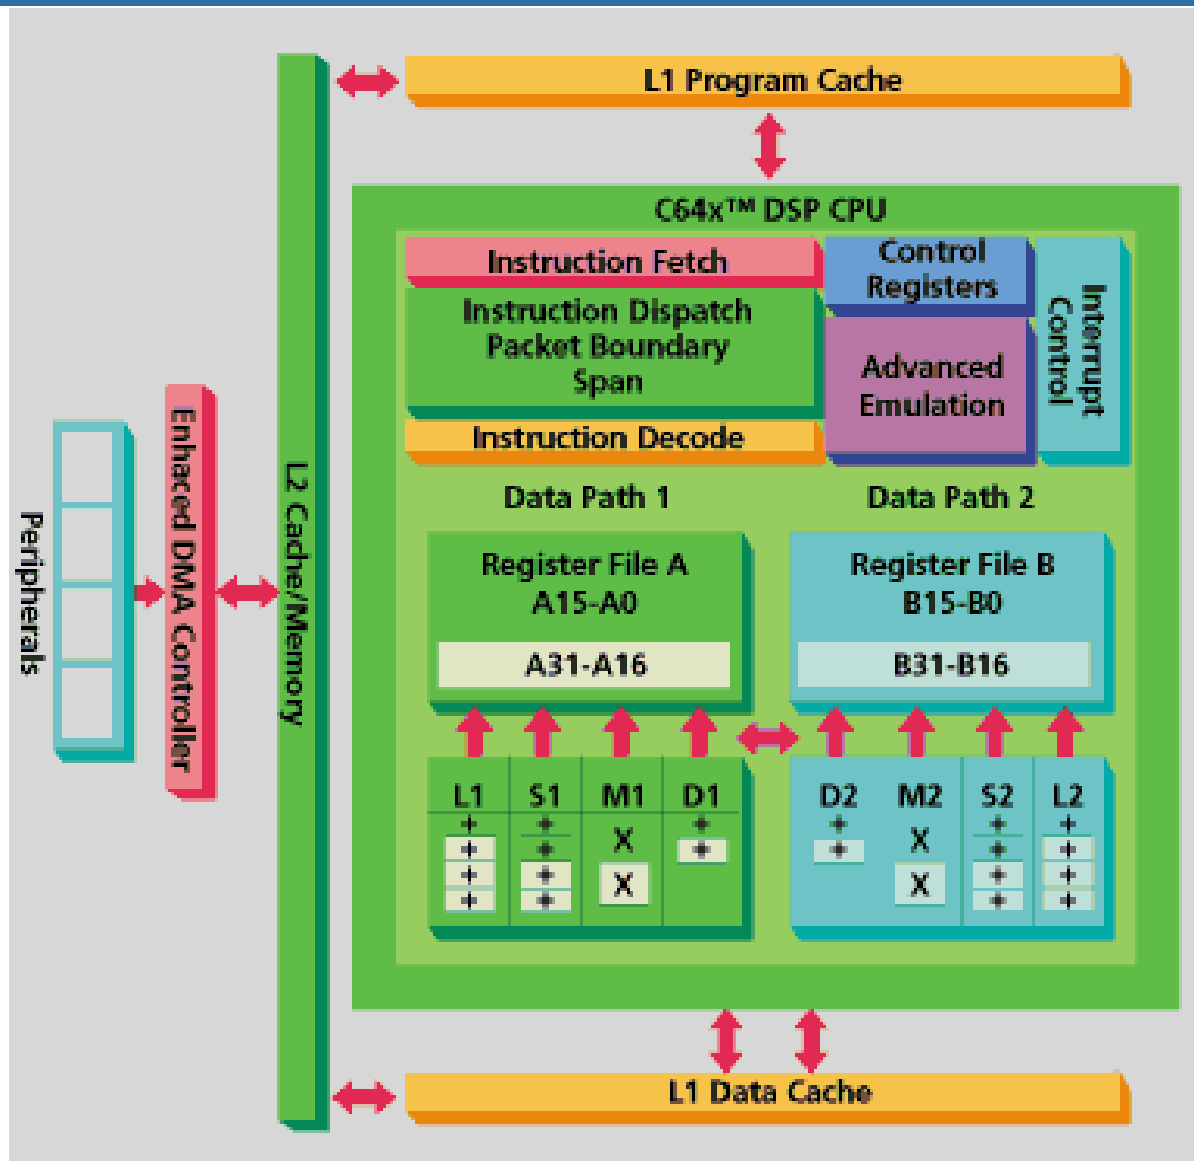 L1 Program Cache
C64x™ DSP CPU
Instruction Fetch
Control
Registers
Interrupt
Control
Instruction Dispatch
Packet Boundary
Span
Advanced
Emulation
Instruction Decode
Peripherals
Enhaced DMA Controller
L2 Cache/Memory
Data Path 1
Data Path 2
Register File A
A15-A0
A31-A16
Register File B
B15-B0
B31-B16
L1 S1 M1 D1
+ + X +
+ + X +
+ +
+ +
D2 M2 S2 L2
+ X + +
+ X + +
+ +
+ +
L1 Data Cache